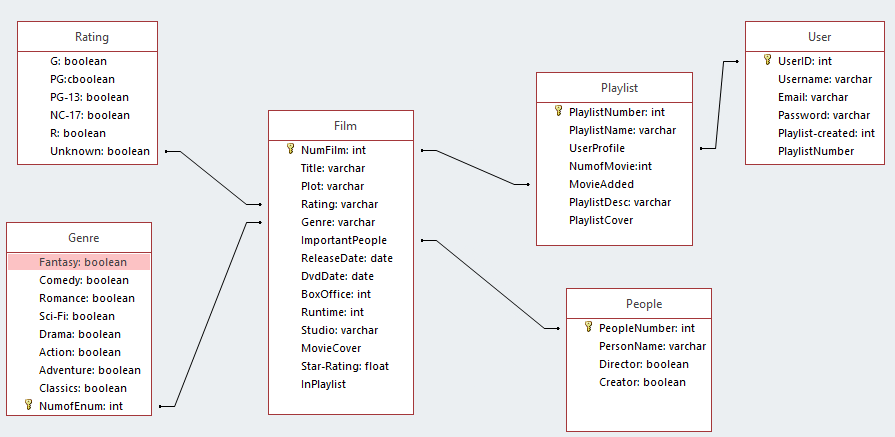 Rating
G: boolean
PG:cboolean
PG-13: boolean
NC-17: boolean
R: boolean
Unknown: boolean
Genre
Fantasy: boolean
Comedy: boolean
Romance: boolean
Sci-Fi: boolean
Drama: boolean
Action: boolean
Adventure: boolean
Classics: boolean
NumofEnum: int
Film
NumFilm: int
Title: varchar
Plot: varchar
Rating: varchar
Genre: varchar
ImportantPeople
ReleaseDate: date
DvdDate: date
BoxOffice: int
Runtime: int
Studio: varchar
MovieCover
Star-Rating: float
InPlaylist
Playlist
PlaylistNumber: int
PlaylistName: varchar
UserProfile
NumofMovie:int
MovieAdded
PlaylistDesc: varchar
PlaylistCover
User
UserID: int
Username: varchar
Email: varchar
Password: varchar
Playlist-created: int
PlaylistNumber
People
PeopleNumber: int
PersonName: varchar
Director: boolean
Creator: boolean